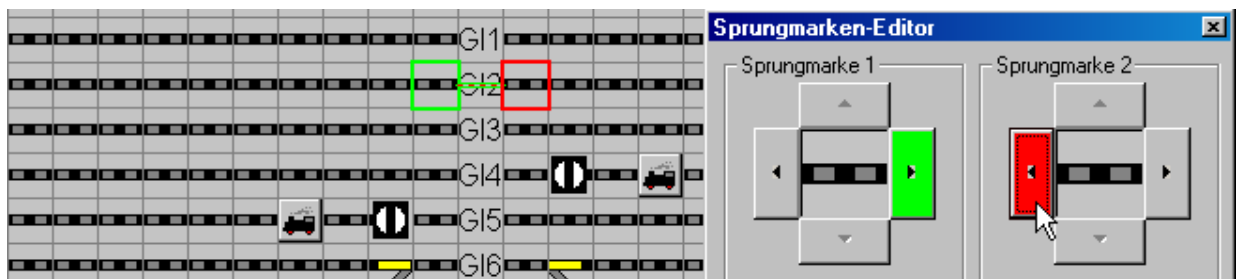 Gl1
Gl2
Gl3
Gl4
Gl5
Gl6
Sprungmarken-Editor
Sprungmarke 1
Sprungmarke 2